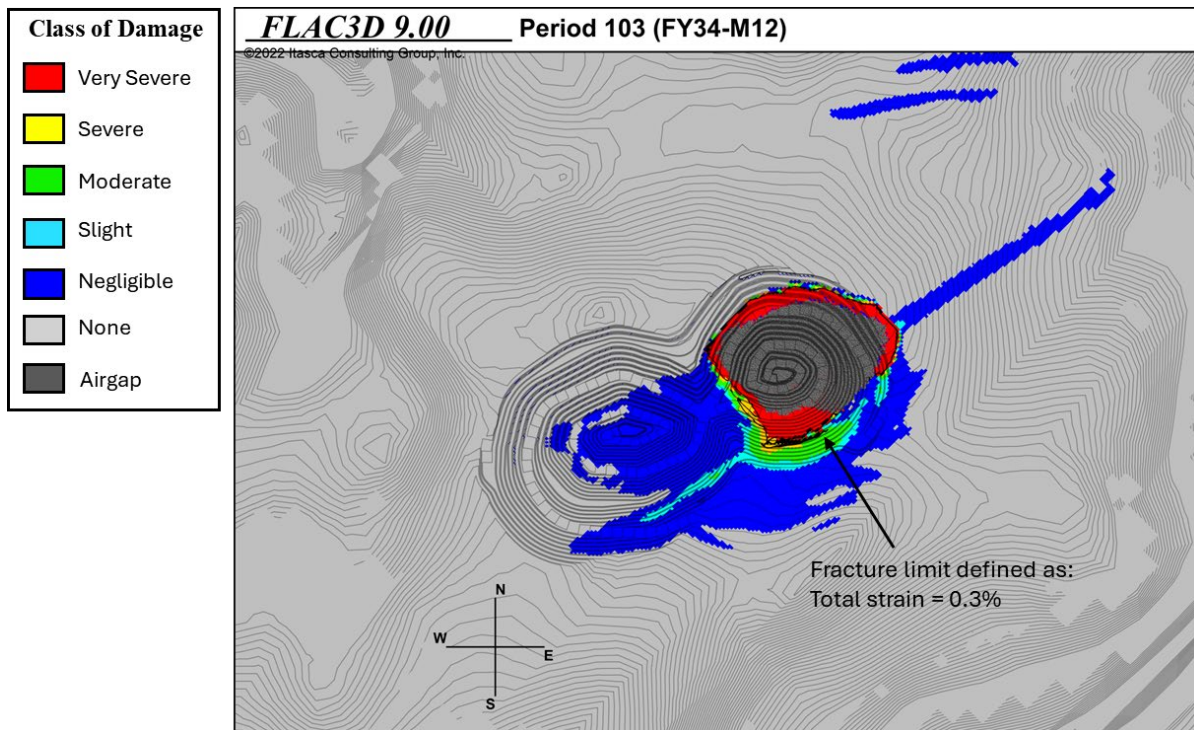 Class of Damage
Very Severe
Severe
Moderate
Slight
Negligible
None
Airgap
FLAC3D 9.00
Period 103 (FY34-M12)
©2022 Itasca Consulting Group, Inc.
Fracture limit defined as:
Total strain = 0.3%
N
W
E
S